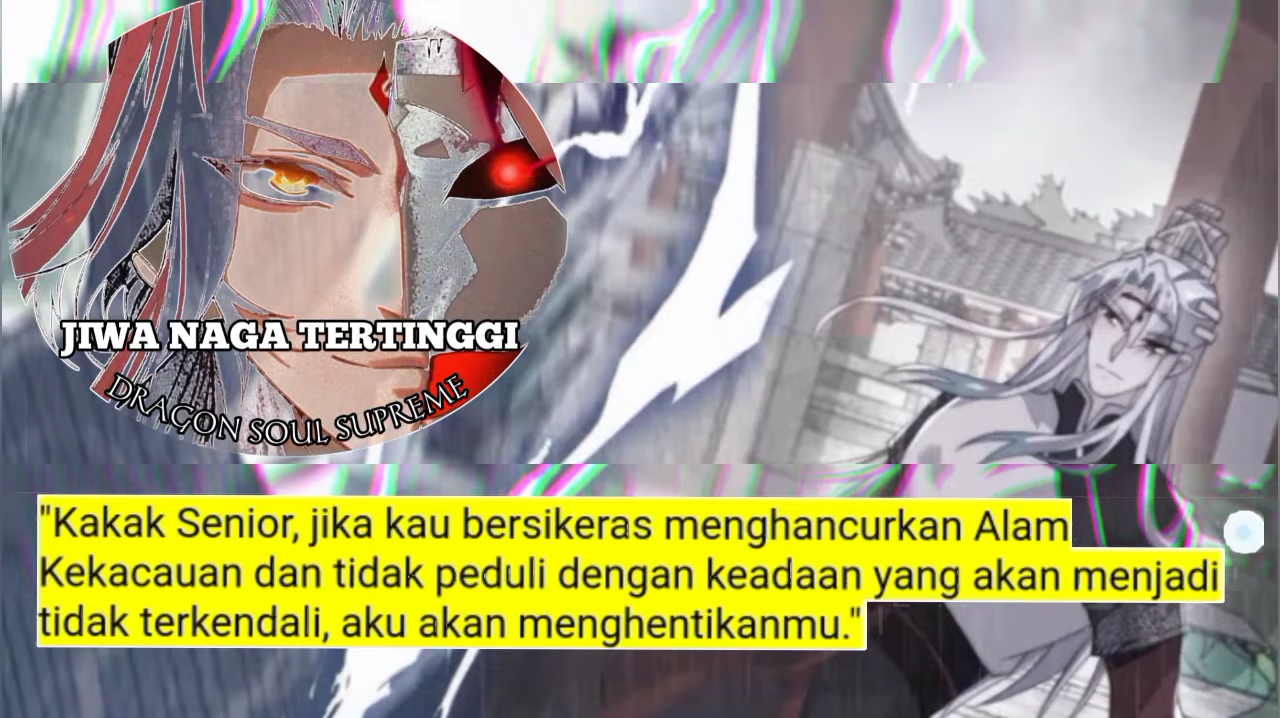 JIWA NAGA TERTINGGI
DRAGON SOUL SUPREME
"Kakak Senior, jika kau bersikeras menghancurkan Alam
Kekacauan dan tidak peduli dengan keadaan yang akan menjadi
tidak terkendali, aku akan menghentikanmu."